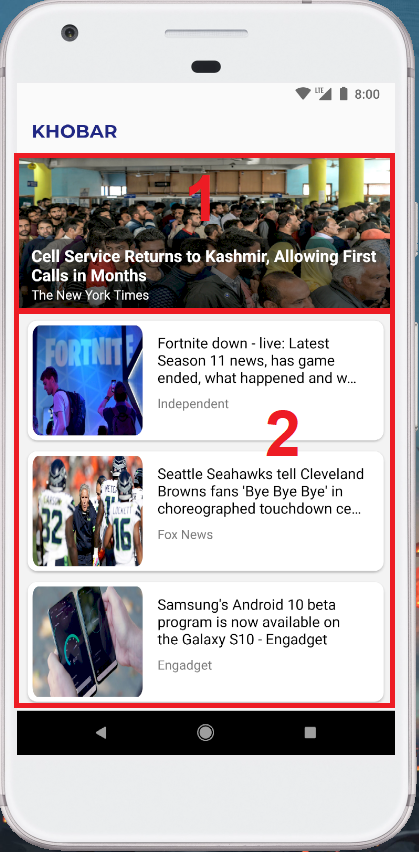 LTE 8:00
KHOBAR
1
Cell Service Returns to Kashmir, Allowing First
Calls in Months
The New York Times
FORTNITE
Fortnite down - live: Latest
Season 11 news, has game
ended, what happened and w...
Independent
2
Seattle Seahawks tell Cleveland
Browns fans 'Bye Bye Bye' in
choreographed touchdown ce...
Fox News
32
16
Samsung's Android 10 beta
program is now available on
the Galaxy S10 - Engadget
Engadget